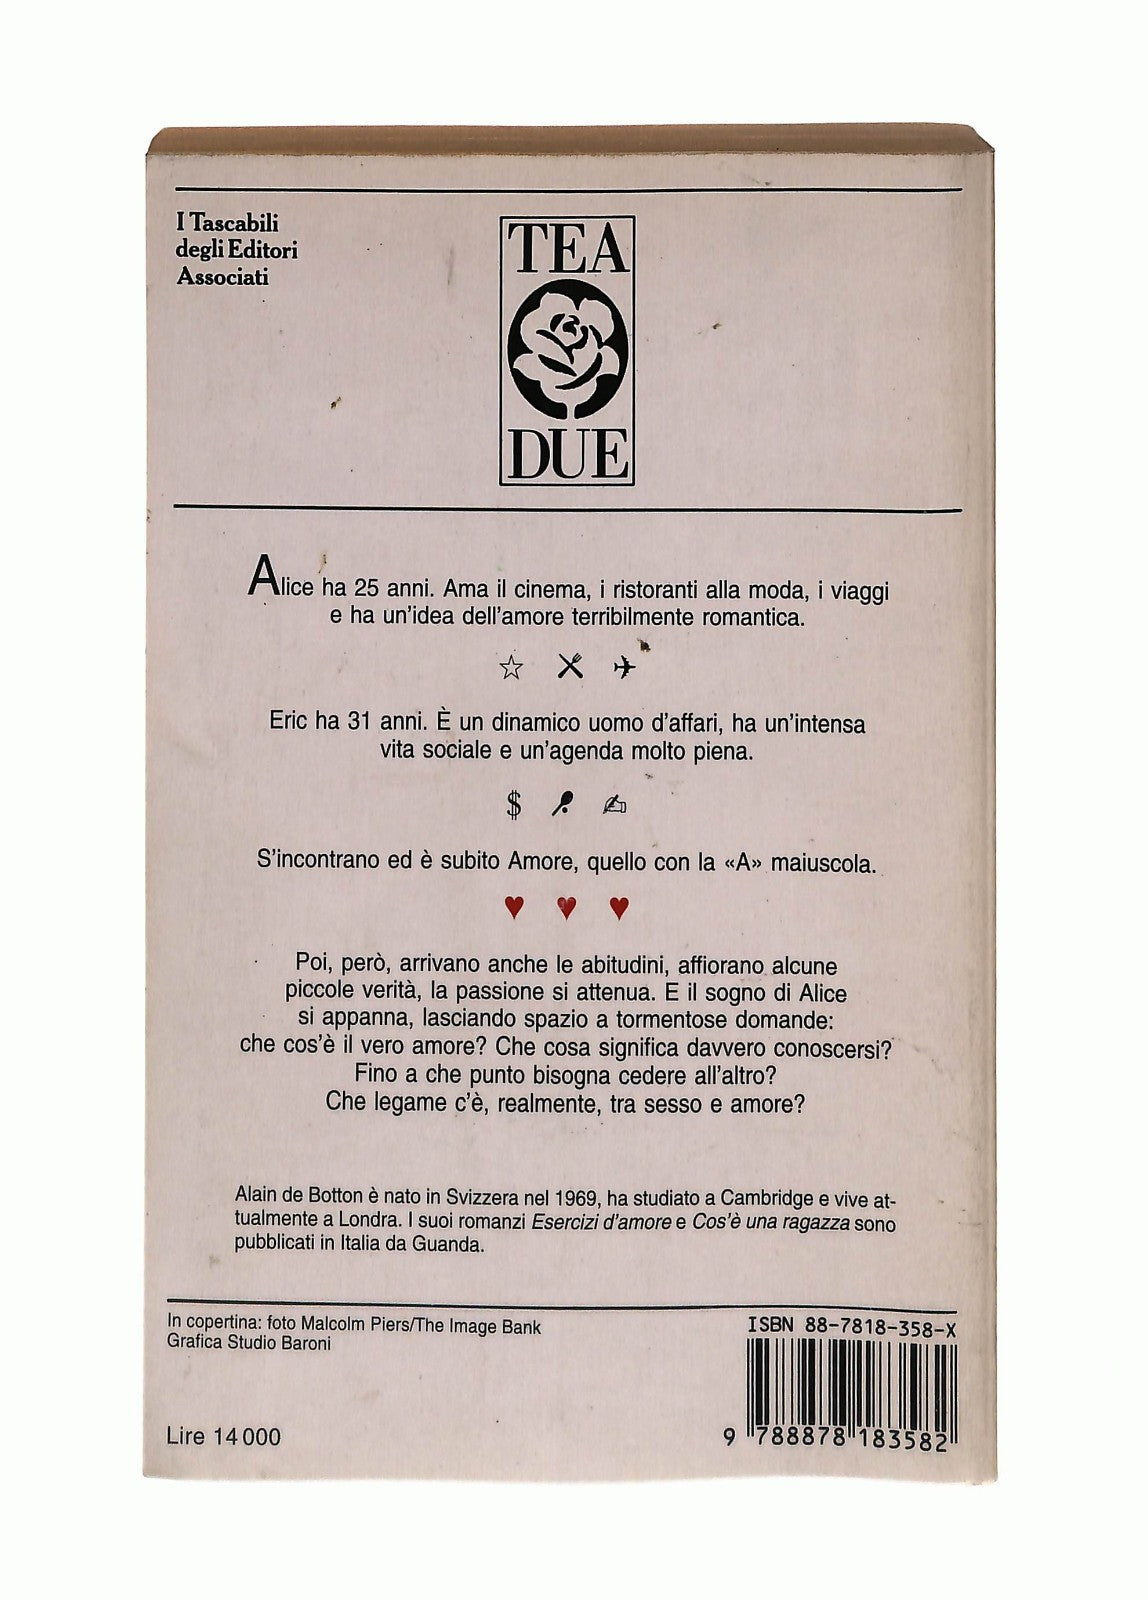 I Tascabili
degli Editori
Associati
TEA
DUE
Alice ha 25 anni. Ama il cinema, i ristoranti alla moda, i viaggi
e ha un'idea dell'amore terribilmente romantica.
Eric ha 31 anni. È un dinamico uomo d'affari, ha un'intensa
vita sociale e un'agenda molto piena.
$
S'incontrano ed è subito Amore, quello con la «A» maiuscola.
Poi, però, arrivano anche le abitudini, affiorano alcune
piccole verità, la passione si attenua. E il sogno di Alice
si appanna, lasciando spazio a tormentose domande:
che cos'è il vero amore? Che cosa significa davvero conoscersi?
Fino a che punto bisogna cedere all'altro?
Che legame c'è, realmente, tra sesso e amore?
Alain de Botton è nato in Svizzera nel 1969, ha studiato a Cambridge e vive at-
tualmente a Londra. I suoi romanzi Esercizi d'amore e Cos'è una ragazza sono
pubblicati in Italia da Guanda.
In copertina: foto Malcolm Piers/The Image Bank
Grafica Studio Baroni
ISBN 88-7818-358-X
Lire 14 000
9 788878 183582